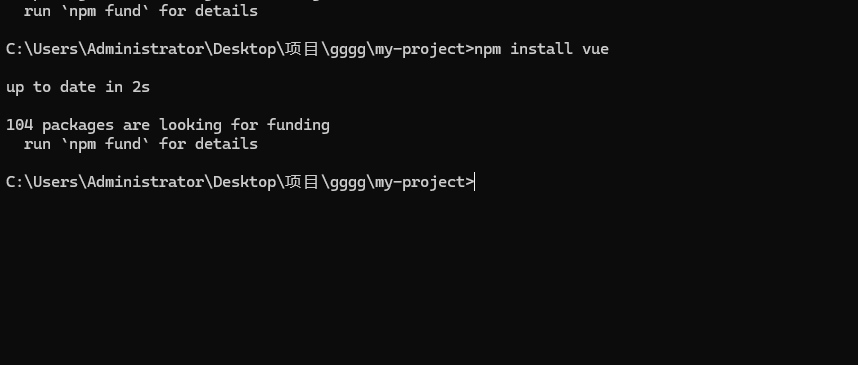 run `npm fund` for details
C:\Users\Administrator\Desktop\项目\gggg\my-project>npm install vue
up to date in 2s
104 packages are looking for funding
run `npm fund` for details
C:\Users\Administrator\Desktop\项目\gggg\my-project>